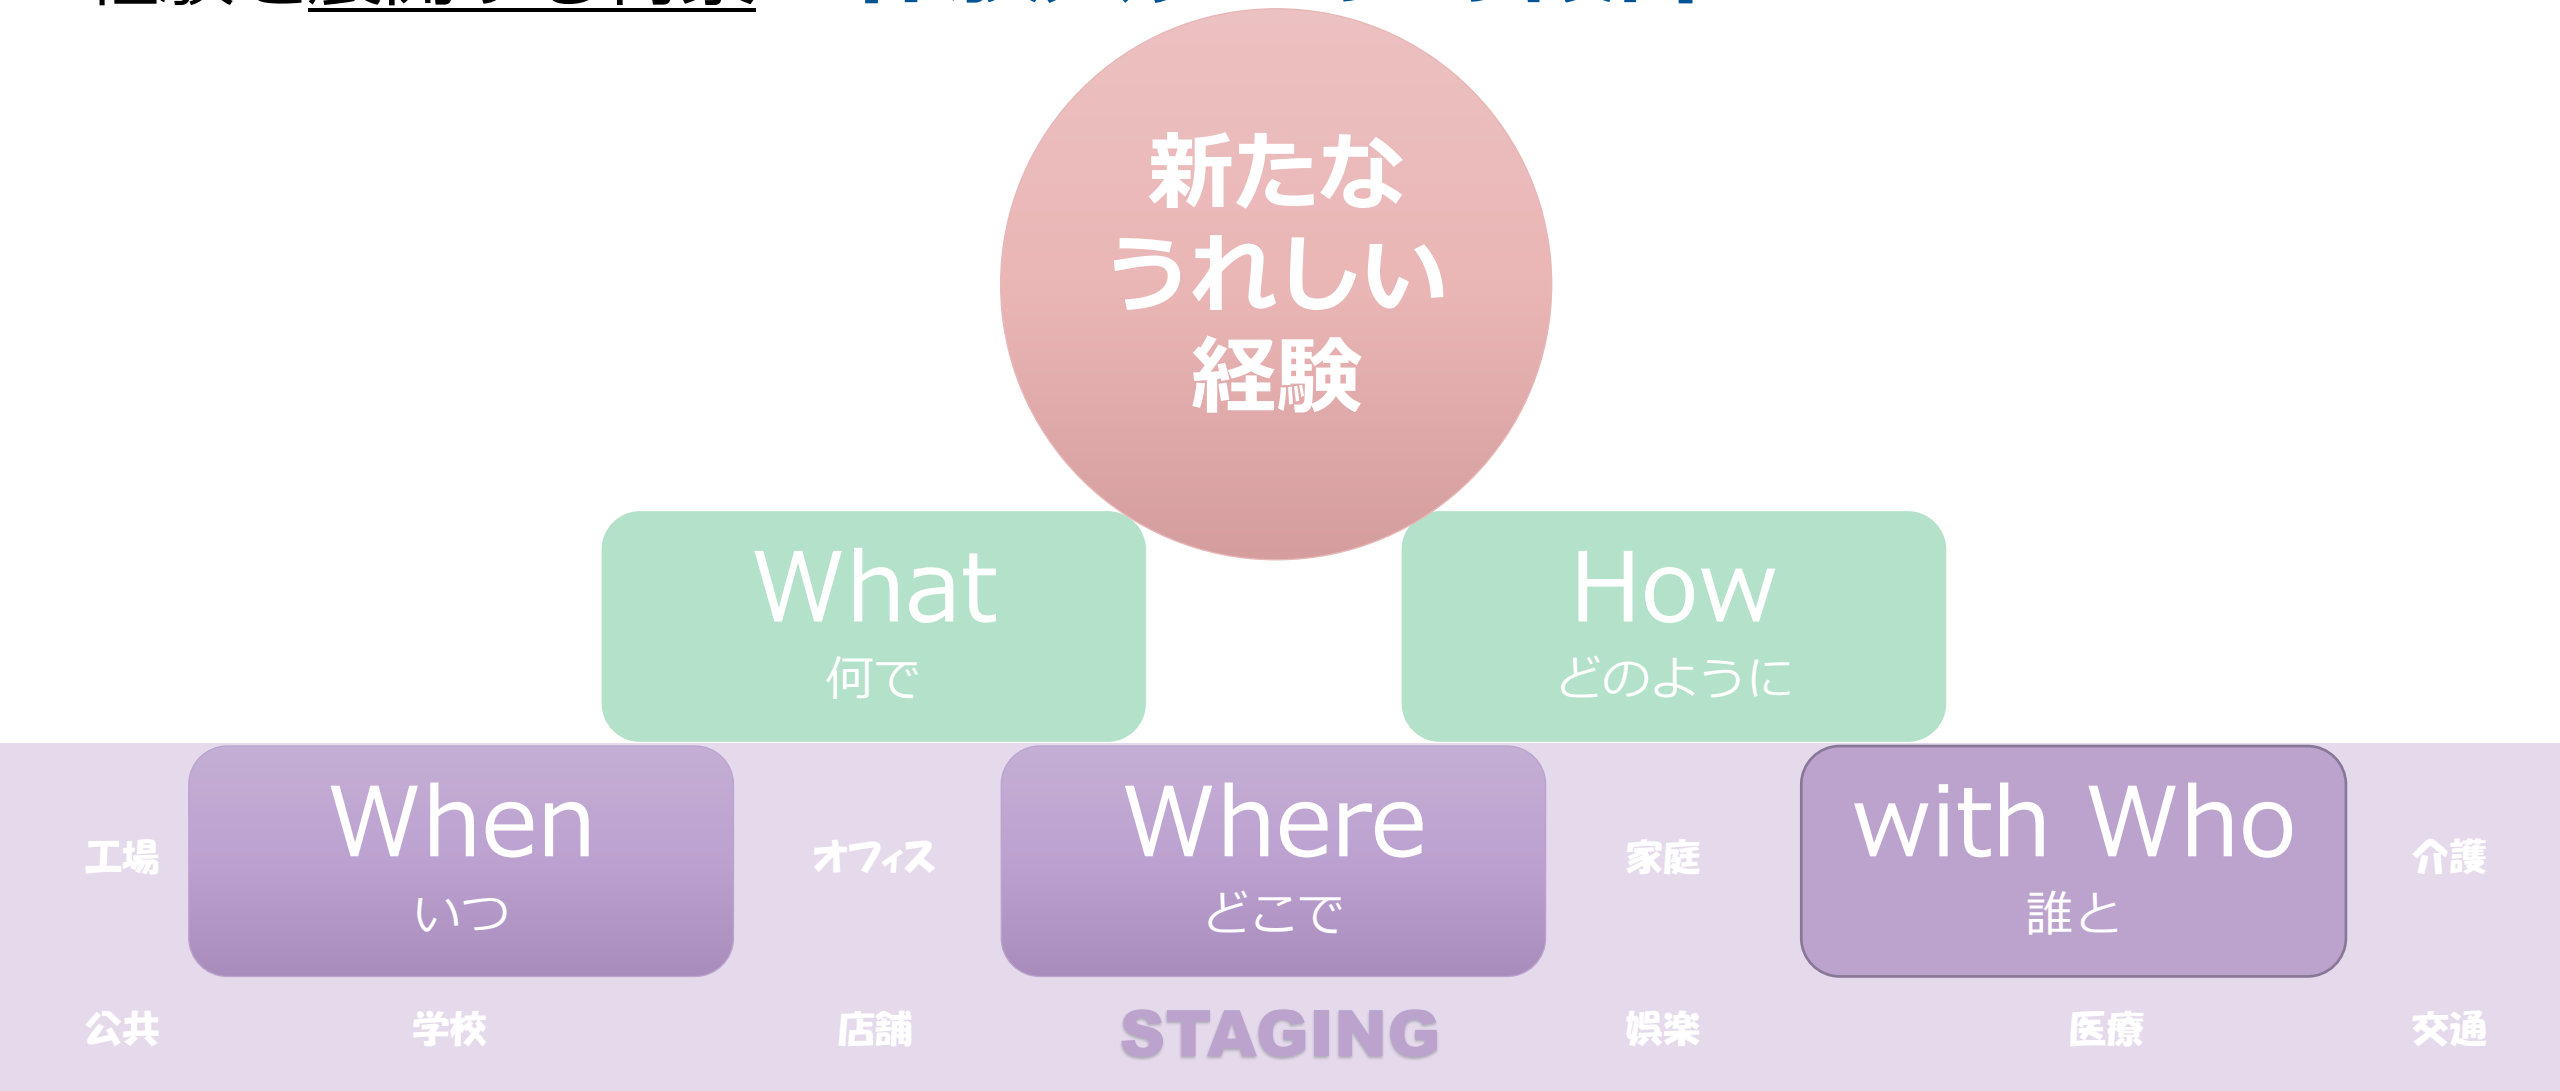 新たな
うれしい
経験
What
何で
How
どのように
When
いつ
Where
どこで
with Who
誰と
工場
オフィス
家庭
介護
公共
学校
店舗
STAGING
娯楽
医療
交通